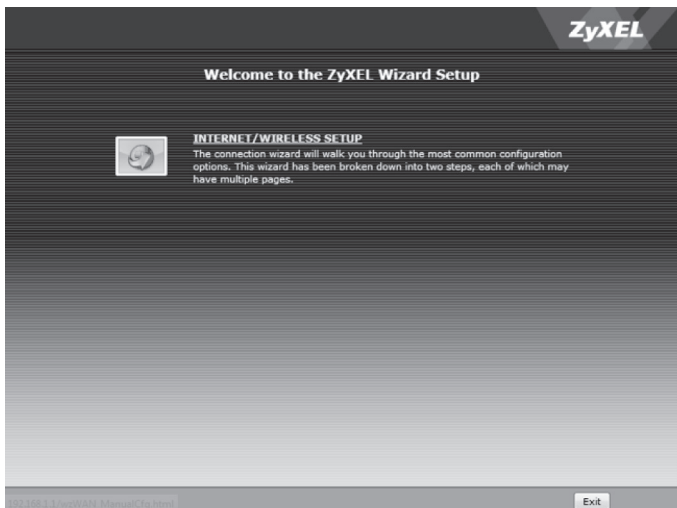 ZyXEL
Welcome to the ZyXEL Wizard Setup
INTERNET/WIRELESS SETUP
The connection wizard will walk you through the most common configuration
options. This wizard has been broken down into two steps, each of which may
have multiple pages.
Exit